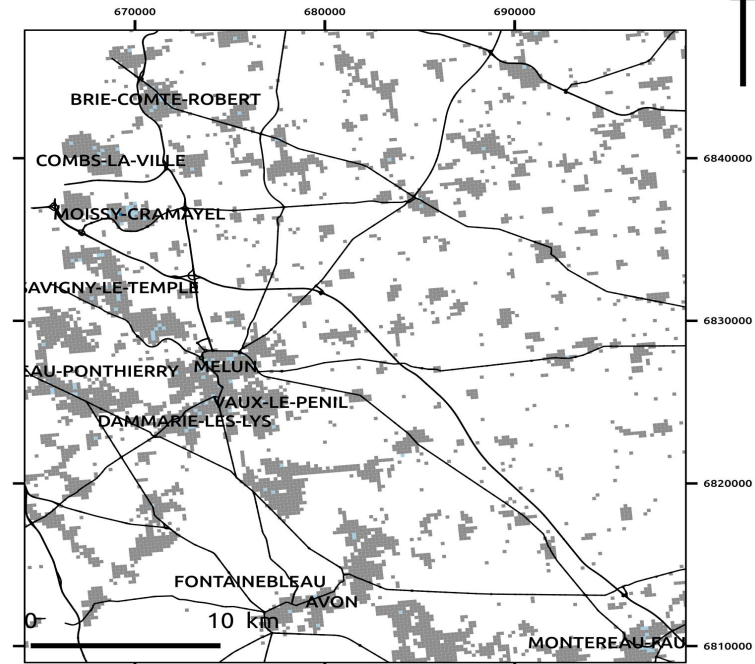 670000 680000 690000
BRIE-COMTE-ROBERT
6840000
COMBS-LA-VILLE
MOISSY-CRAMAYEL
SAVIGNY-LE-TEMPLE
6830000
MELUN
EAU-PONTHIERRY
VAUX-LE-PENIL
DAMMARIE-LES-LYS
6820000
FONTAINEBLEAU
AVON
0 10 km
MONTEREAU-FAU
6810000